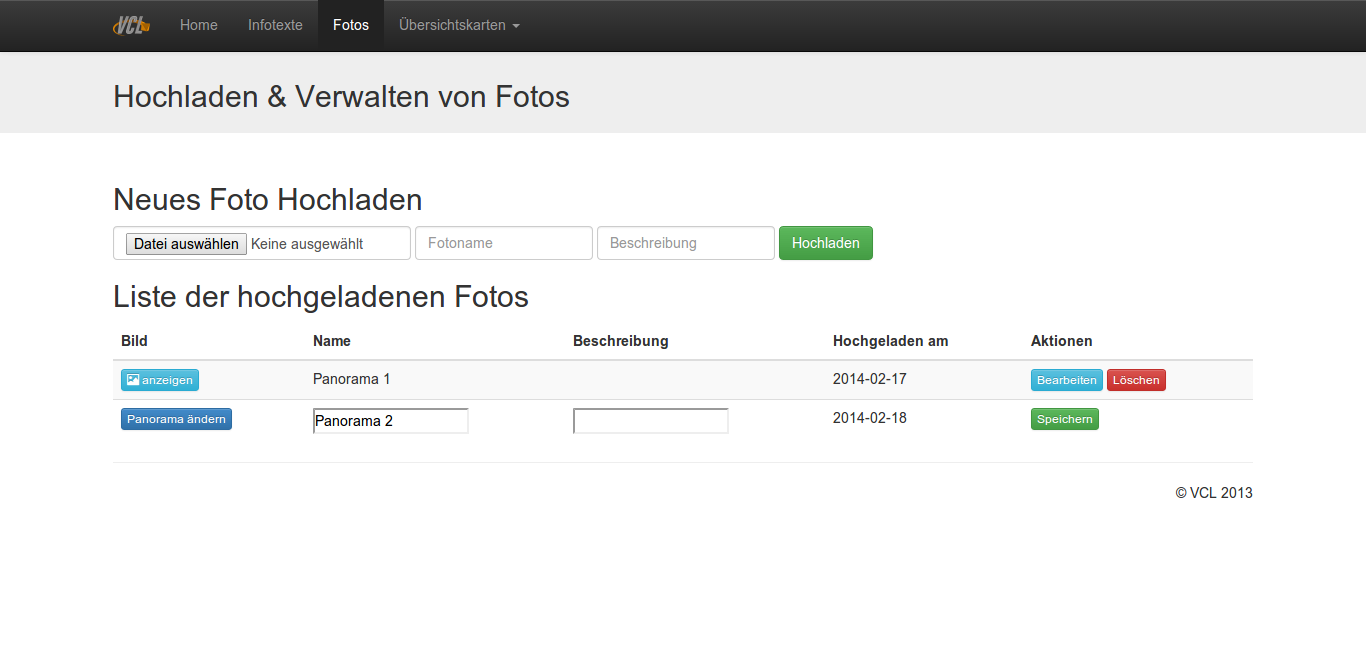 VCL Home Infotexte Fotos Übersichtskarten
Hochladen & Verwalten von Fotos
Neues Foto Hochladen
Datei auswählen Keine ausgewählt Fotoname Beschreibung Hochladen
Liste der hochgeladenen Fotos
Bild Name Beschreibung Hochgeladen am Aktionen
anzeigen Panorama 1 2014-02-17 Bearbeiten Löschen
Panorama ändern Panorama 2 2014-02-18 Speichern
© VCL 2013